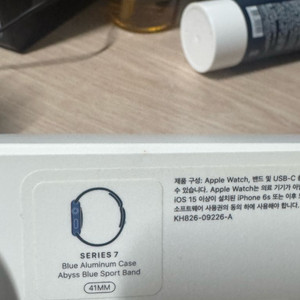 SERIES 7
Blue Aluminum Case
Abyss Blue Sport Band
41MM
제품 구성: Apple Watch, 밴드 및 USB-C
수 있습니다. Apple Watch는 의료 기기가
iOS 15 이상이 설치된 iPhone 6s 또는 이후
소프트웨어 사용권의 동의 하에 사용해야 합니다.
KH826-09226-A